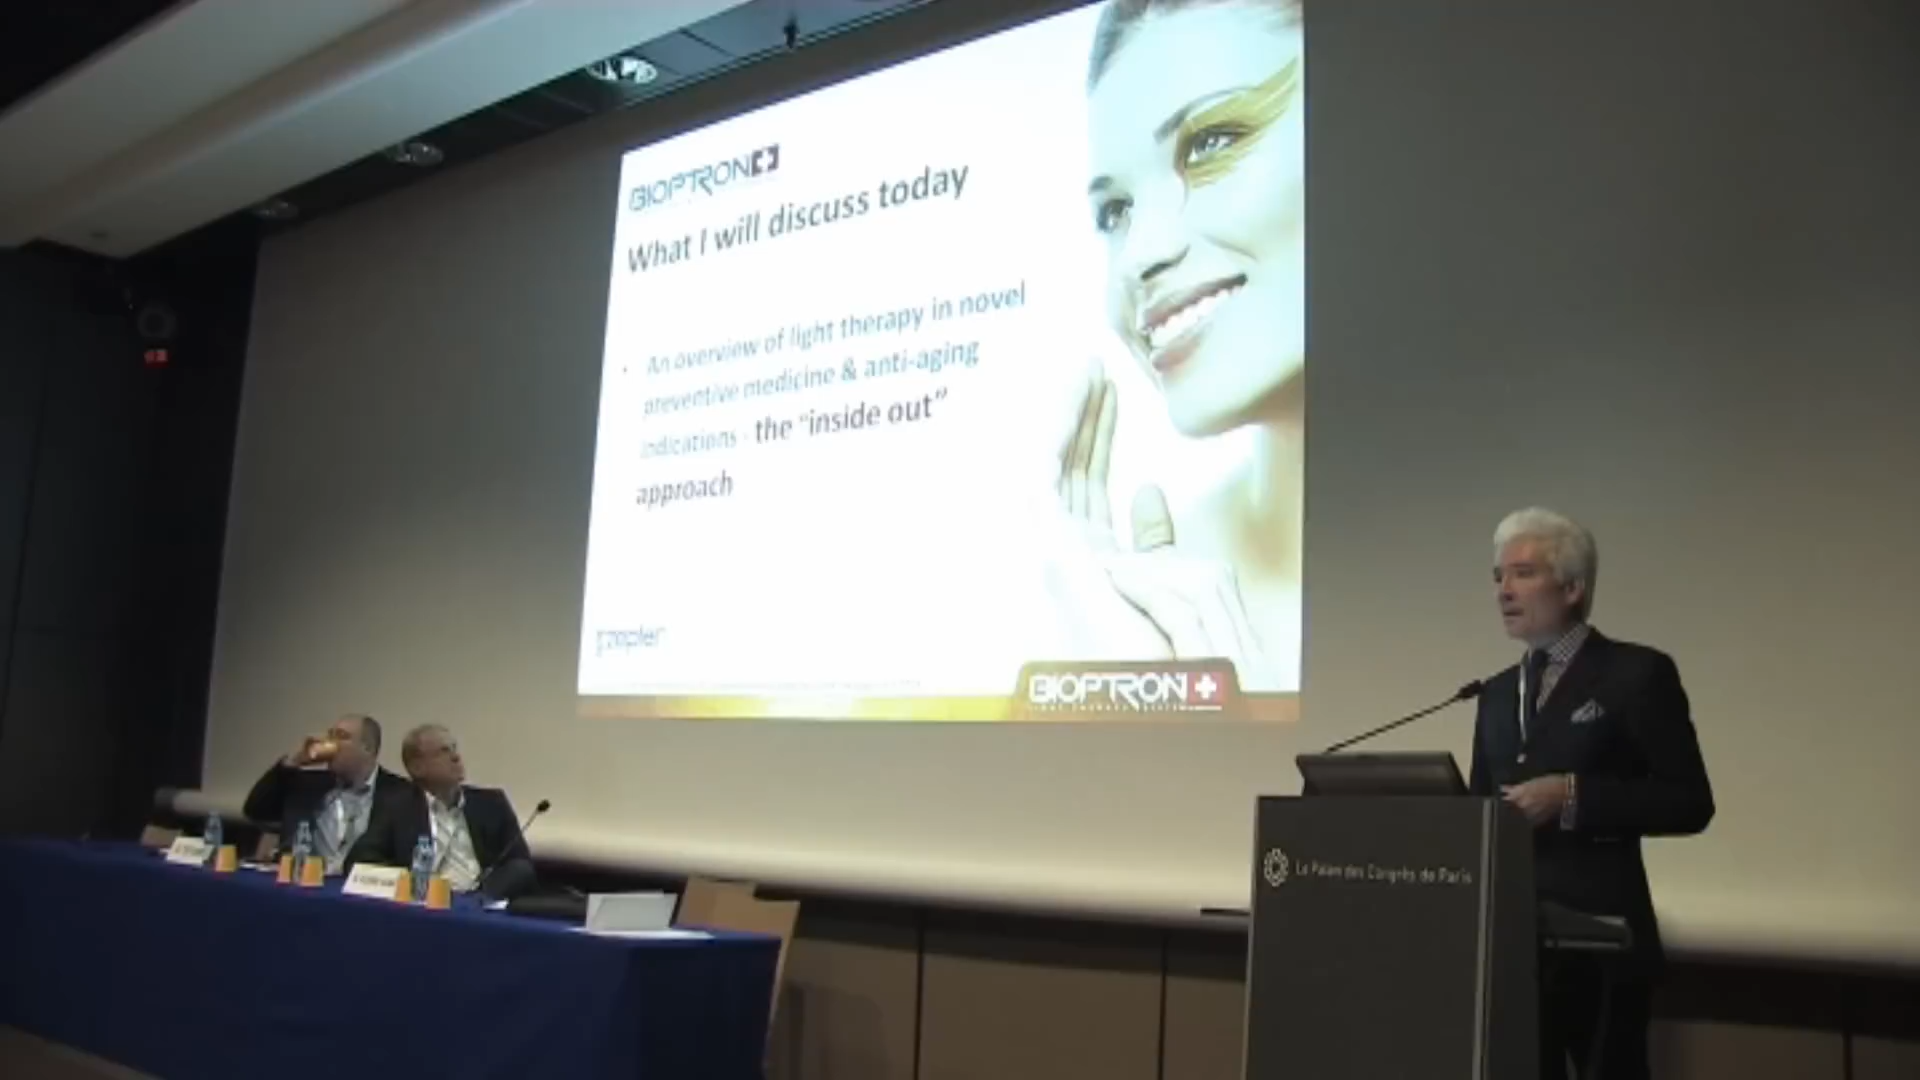 BIOPTRON
What I will discuss today
• An overview of light therapy in novel
preventive medicine & anti-aging
indications - the "inside out"
approach
zepter
BIOPTRON
Le Palais des Congrès de Paris